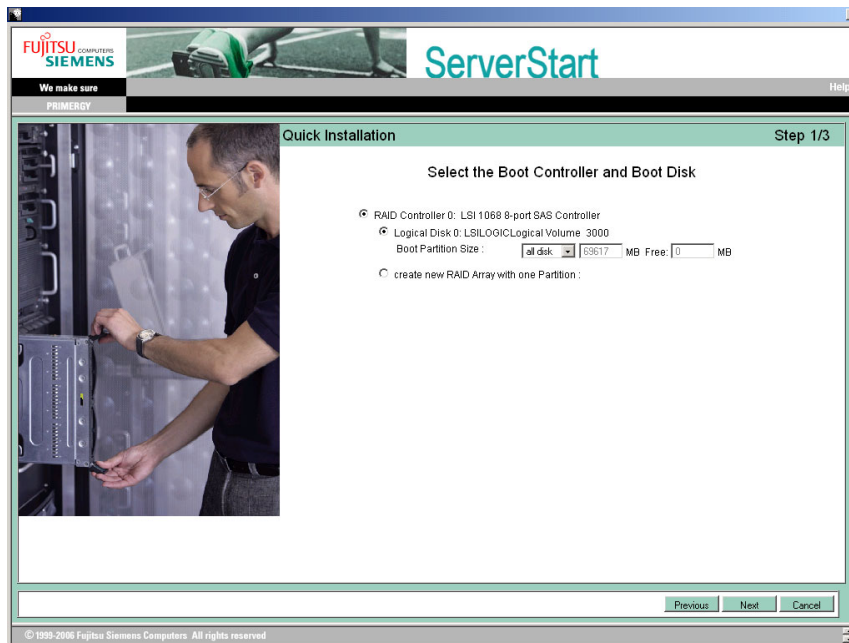 FUJITSU COMPUTERS
SIEMENS
ServerStart
We make sure
Help
PRIMERGY
Quick Installation
Step 1/3
Select the Boot Controller and Boot Disk
RAID Controller 0: LSI 1068 8-port SAS Controller
Logical Disk 0: LSILOGICLogical Volume 3000
Boot Partition Size : all disk 69617 MB Free: 0 MB
create new RAID Array with one Partition :
Previous Next Cancel
© 1999-2006 Fujitsu Siemens Computers All rights reserved